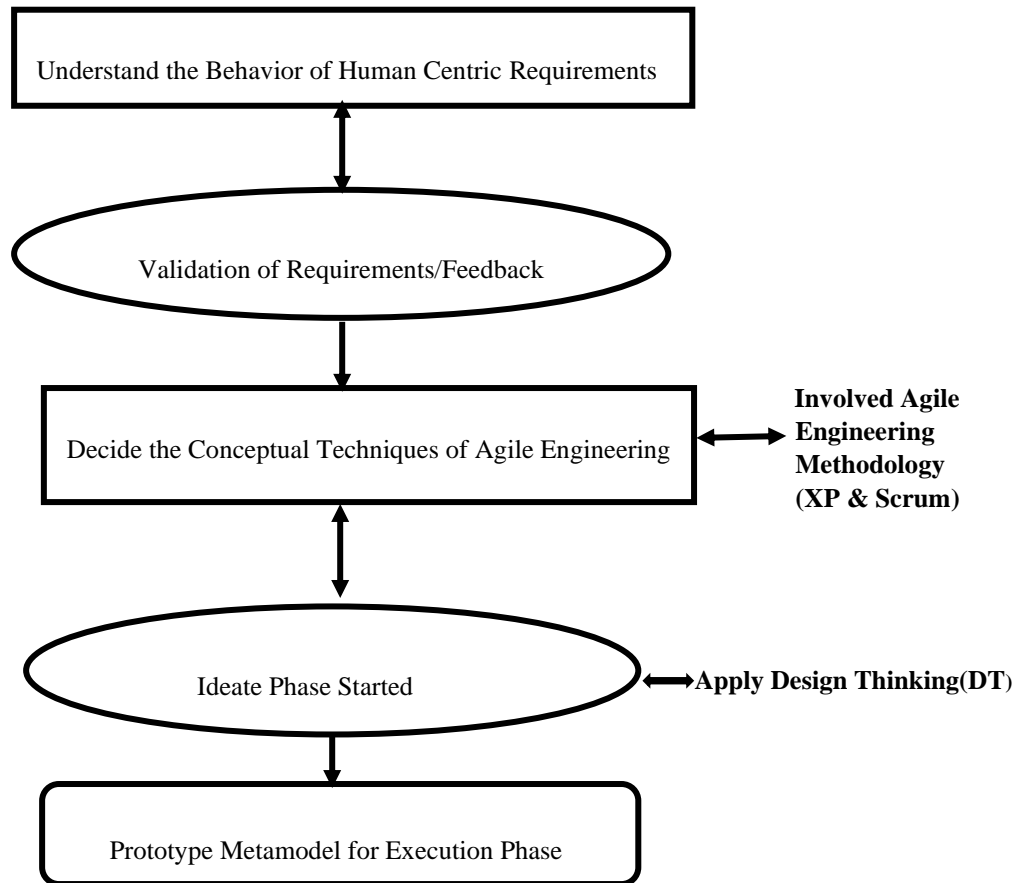 Understand the Behavior of Human Centric Requirements
Validation of Requirements/Feedback
Decide the Conceptual Techniques of Agile Engineering
Involved Agile
Engineering
Methodology
(XP & Scrum)
Ideate Phase Started
Apply Design Thinking(DT)
Prototype Metamodel for Execution Phase